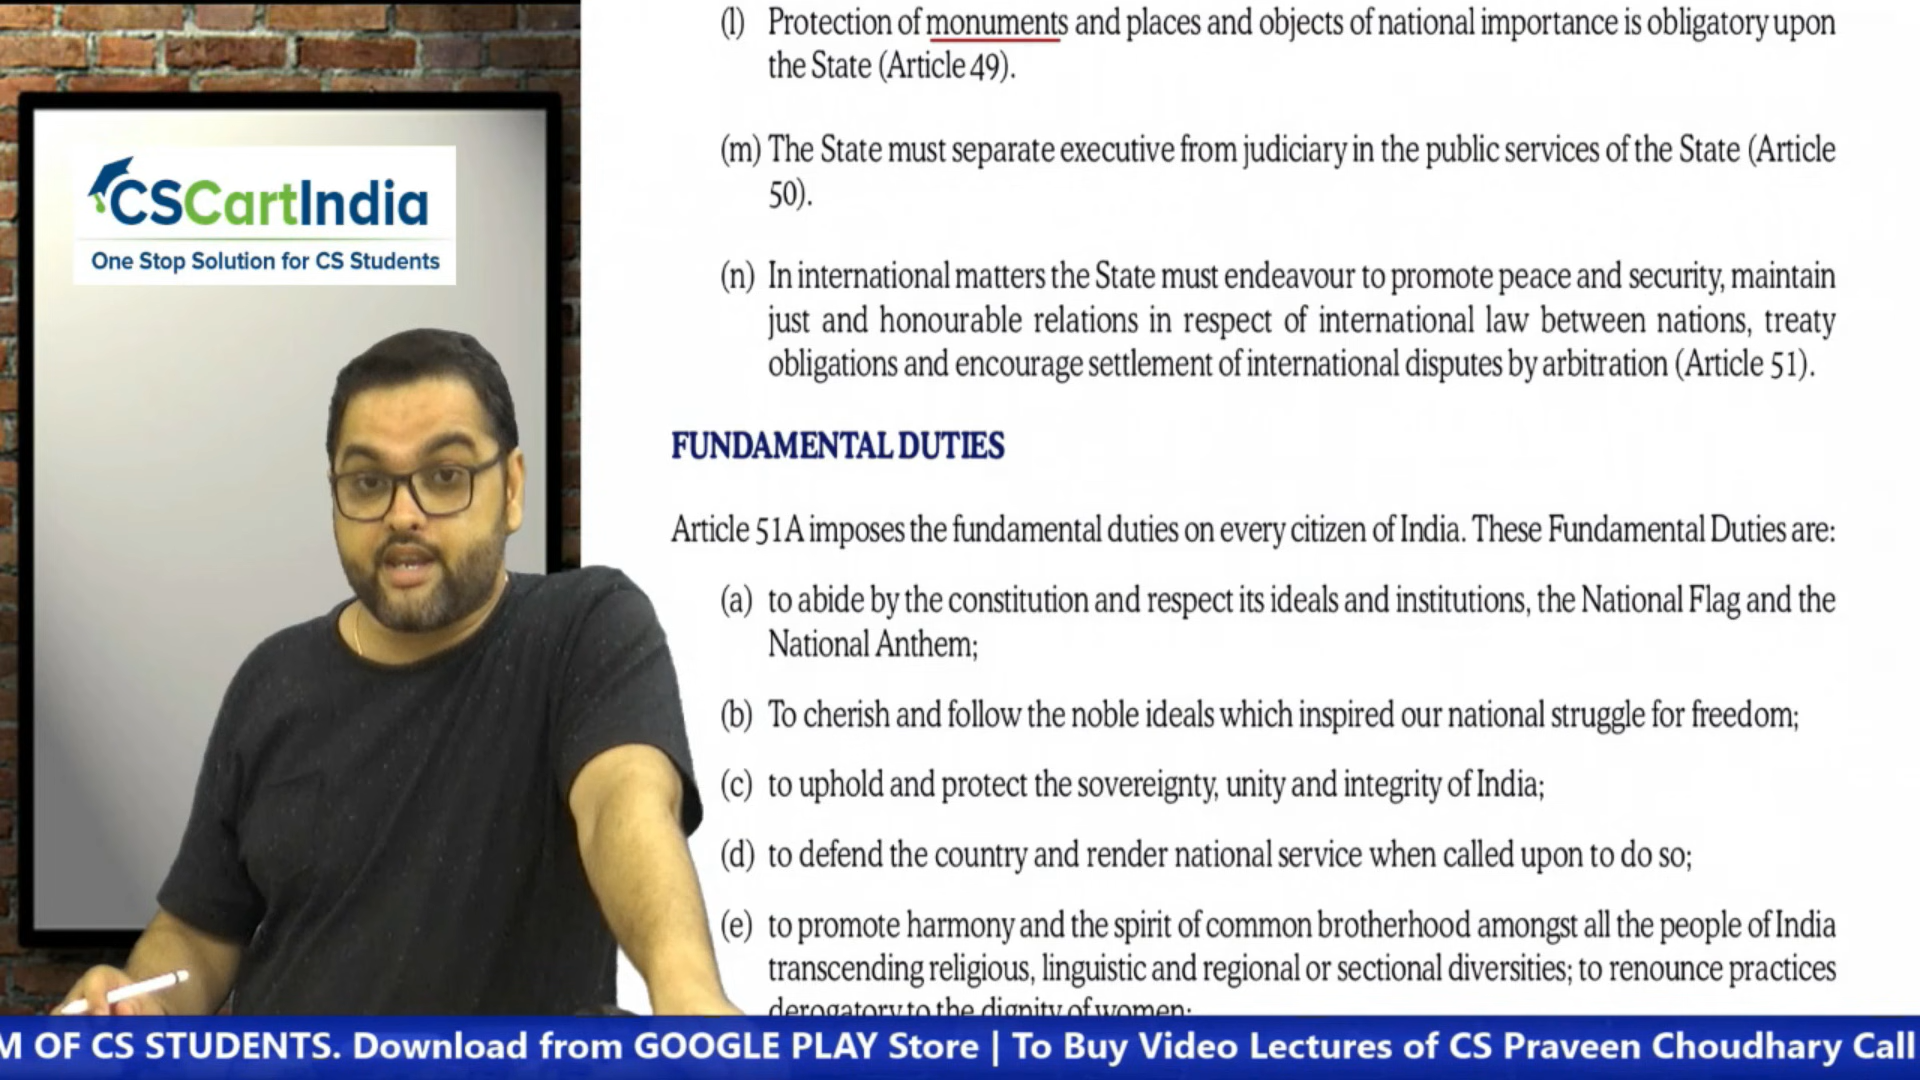 CSCartIndia
One Stop Solution for CS Students
(l) Protection of monuments and places and objects of national importance is obligatory upon
the State (Article 49).
(m) The State must separate executive from judiciary in the public services of the State (Article
50).
(n) In international matters the State must endeavour to promote peace and security, maintain
just and honourable relations in respect of international law between nations, treaty
obligations and encourage settlement of international disputes by arbitration (Article 51).
FUNDAMENTAL DUTIES
Article 51A imposes the fundamental duties on every citizen of India. These Fundamental Duties are:
(a) to abide by the constitution and respect its ideals and institutions, the National Flag and the
National Anthem;
(b) To cherish and follow the noble ideals which inspired our national struggle for freedom;
(c) to uphold and protect the sovereignty, unity and integrity of India;
(d) to defend the country and render national service when called upon to do so;
(e) to promote harmony and the spirit of common brotherhood amongst all the people of India
transcending religious, linguistic and regional or sectional diversities; to renounce practices
derogatory to the dignity of women;
M OF CS STUDENTS. Download from GOOGLE PLAY Store | To Buy Video Lectures of CS Praveen Choudhary Call